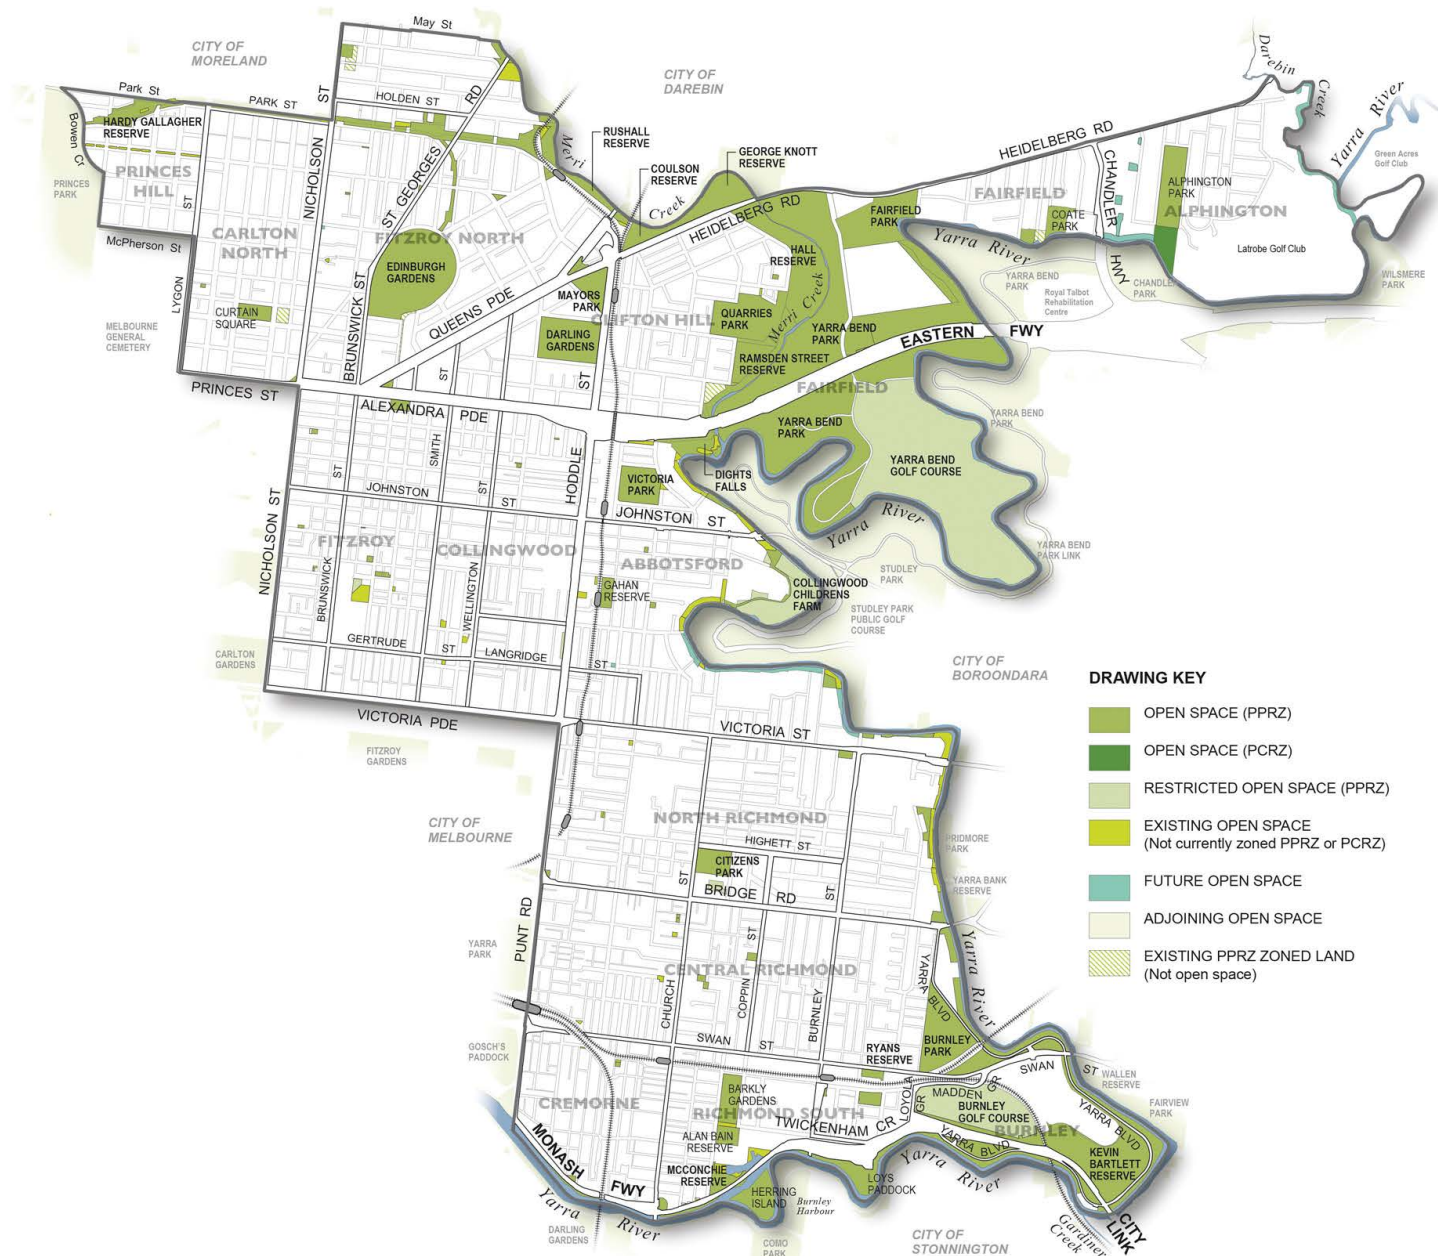 May St
CITY OF
MORELAND
CITY OF
DAREBIN
Darebin
Creek
Yarra River
Green Acres
Golf Club
Park St
PARK ST
ST
HOLDEN ST
RD
HARDY GALLAGHER
RESERVE
Bowen Cr
PRINCES
HILL
PRINCES
PARK
NICHOLSON
ST GEORGES
Merri
Creek
RUSHALL
RESERVE
COULSON
RESERVE
GEORGE KNOTT
RESERVE
HEIDELBERG RD
HEIDELBERG RD
CHANDLER
HWY
FAIRFIELD
FAIRFIELD
PARK
COATE
PARK
ALPHINGTON
PARK
ALPHINGTON
Latrobe Golf Club
WILSMERE
PARK
McPherson St
ST
LYGON
CARLTON
NORTH
FITZROY NORTH
EDINBURGH
GARDENS
BRUNSWICK ST
QUEENS PDE
MAYORS
PARK
CLIFTON HILL
DARLING
GARDENS
HALL
RESERVE
Merri Creek
QUARRIES
PARK
YARRA BEND
PARK
RAMSDEN STREET
RESERVE
FAIRFIELD
EASTERN
FWY
Yarra River
YARRA BEND
PARK
Royal Talbot
Rehabilitation
Centre
CHANDLER
PARK
CURTAIN
SQUARE
MELBOURNE
GENERAL
CEMETERY
PRINCES ST
ALEXANDRA PDE
ST
ST
YARRA BEND
PARK
YARRA BEND
GOLF COURSE
YARRA BEND
PARK
DIGHTS
FALLS
VICTORIA
PARK
NICHOLSON ST
ST
SMITH
ST
HODDLE
JOHNSTON
ST
JOHNSTON ST
Yarra River
YARRA BEND
PARK LINK
STUDLEY
PARK
STUDLEY PARK
PUBLIC GOLF
COURSE
FITZROY
COLLINGWOOD
ABBOTSFORD
BRUNSWICK
WELLINGTON
GAHAN
RESERVE
COLLINGWOOD
CHILDRENS
FARM
GERTRUDE
ST
LANGRIDGE
ST
CARLTON
GARDENS
VICTORIA PDE
FITZROY
GARDENS
VICTORIA ST
CITY OF
BOROONDARA
DRAWING KEY
OPEN SPACE (PPRZ)
OPEN SPACE (PCRZ)
RESTRICTED OPEN SPACE (PPRZ)
EXISTING OPEN SPACE
(Not currently zoned PPRZ or PCRZ)
FUTURE OPEN SPACE
ADJOINING OPEN SPACE
EXISTING PPRZ ZONED LAND
(Not open space)
CITY OF
MELBOURNE
NORTH RICHMOND
HIGHETT ST
CITIZENS
PARK
BRIDGE RD
ST
ST
PRIDMORE
PARK
YARRA BANK
RESERVE
PUNT RD
YARRA
PARK
CENTRAL RICHMOND
CHURCH
COPPIN
ST
BURNLEY
YARRA BLVD
Yarra River
BURNLEY
PARK
RYANS
RESERVE
SWAN
ST
GOSCH'S
PADDOCK
CREMORNE
BARKLY
GARDENS
RICHMOND SOUTH
TWICKENHAM CR
LOYOLA
GR
MADDEN
GR
SWAN
ST
BURNLEY
GOLF COURSE
BURNLEY
YARRA BLVD
YARRA BLVD
WALLEN
RESERVE
FAIRVIEW
PARK
KEVIN
BARTLETT
RESERVE
ALAN BAIN
RESERVE
MCCONCHIE
RESERVE
MONASH
FWY
HERRING
ISLAND
Burnley
Harbour
LOYS
PADDOCK
Yarra River
Yarra River
DARLING
GARDENS
COMO
PARK
CITY OF
STONNINGTON
Gardiner
Creek
CITY
LINK